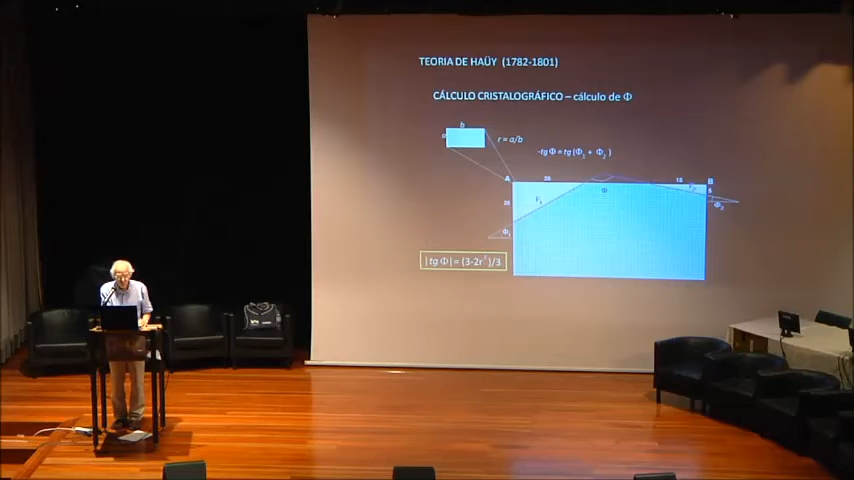 TEORIA DE HAÜY (1782-1801)
CÁLCULO CRISTALOGRÁFICO – cálculo de Φ
b
a
r = a/b
-tg Φ = tg (Φ1 + Φ2)
A
B
F1
Φ
Φ1
Φ2
|tg Φ| = (3-2r²)/3